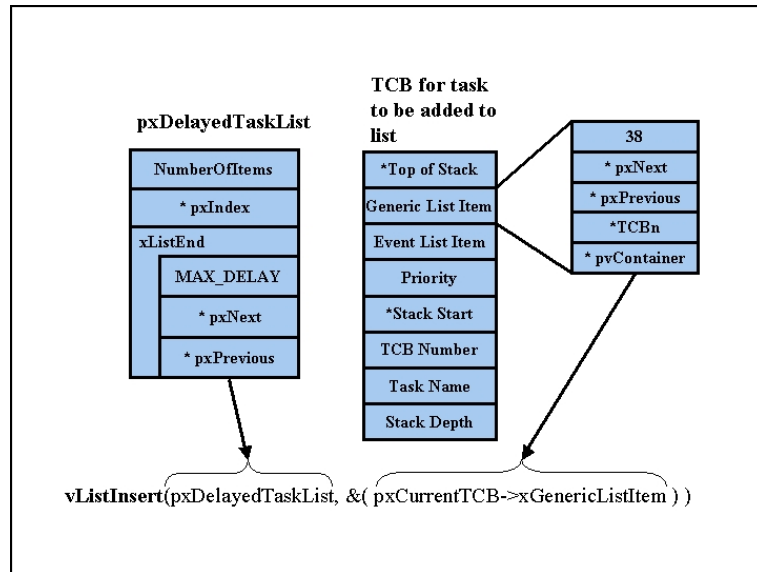 pxDelayedTaskList
NumberOfItems
* pxIndex
xListEnd
MAX_DELAY
* pxNext
* pxPrevious
TCB for task
to be added to
list
*Top of Stack
Generic List Item
Event List Item
Priority
*Stack Start
TCB Number
Task Name
Stack Depth
38
* pxNext
* pxPrevious
*TCBn
* pvContainer
vListInsert(pxDelayedTaskList, &( pxCurrentTCB->xGenericListItem ) )